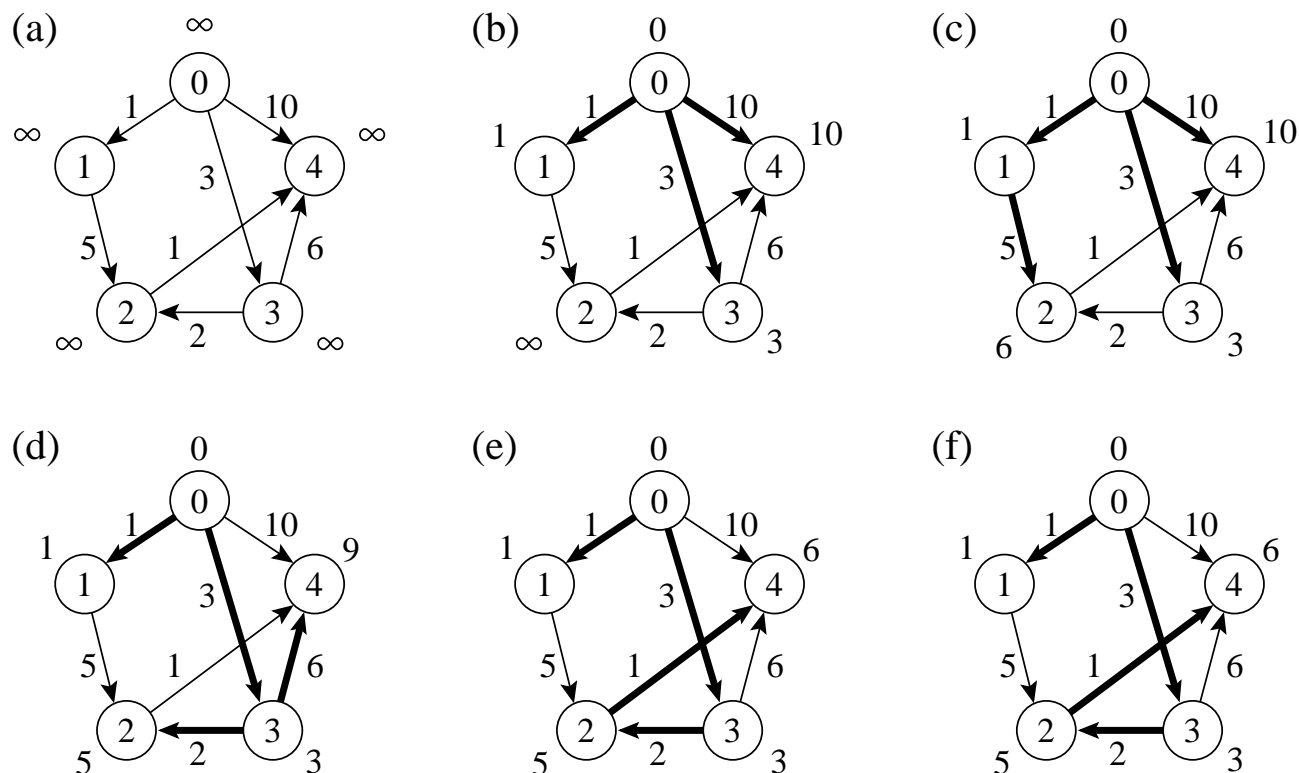 (a) ∞ (b) 0 (c) 0
0 0 0
1 10 1 10 1 10
∞ ∞ 1 10 1 10
1 4 1 4 1 4
3 3 3
5 1 6 5 1 6 5 1 6
2 3 2 3 2 3
∞ 2 ∞ ∞ 2 3 6 2 3
(d) 0 (e) 0 (f) 0
0 0 0
1 10 1 10 1 10
1 9 1 6 1 6
1 4 1 4 1 4
3 3 3
5 1 6 5 1 6 5 1 6
2 3 2 3 2 3
5 2 3 5 2 3 5 2 3